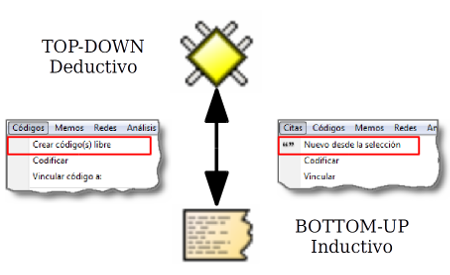 TOP-DOWN
Deductivo
Códigos Memos Redes Análisis
Crear código(s) libre
Codificar
Vincular código a:
Citas Códigos Memos Redes
Nuevo desde la selección
Codificar
Vincular
BOTTOM-UP
Inductivo